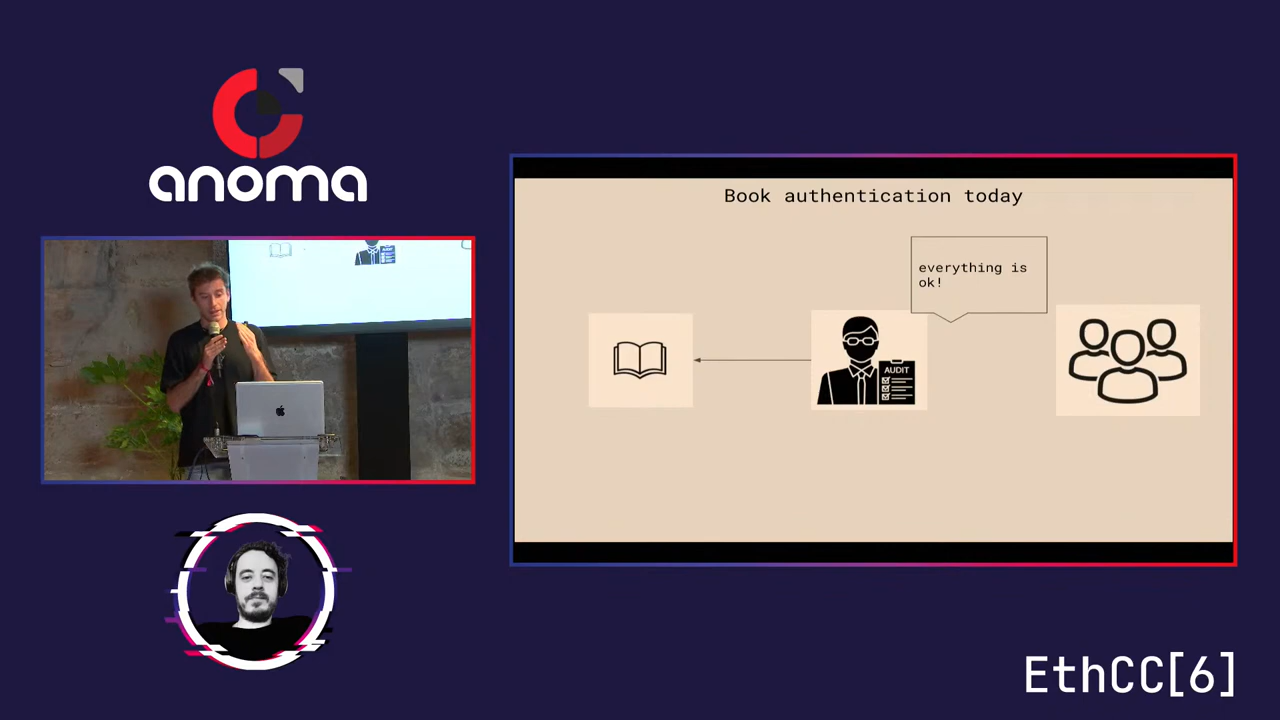 anoma
Book authentication today
everything is
ok!
AUDIT
EthCC[6]